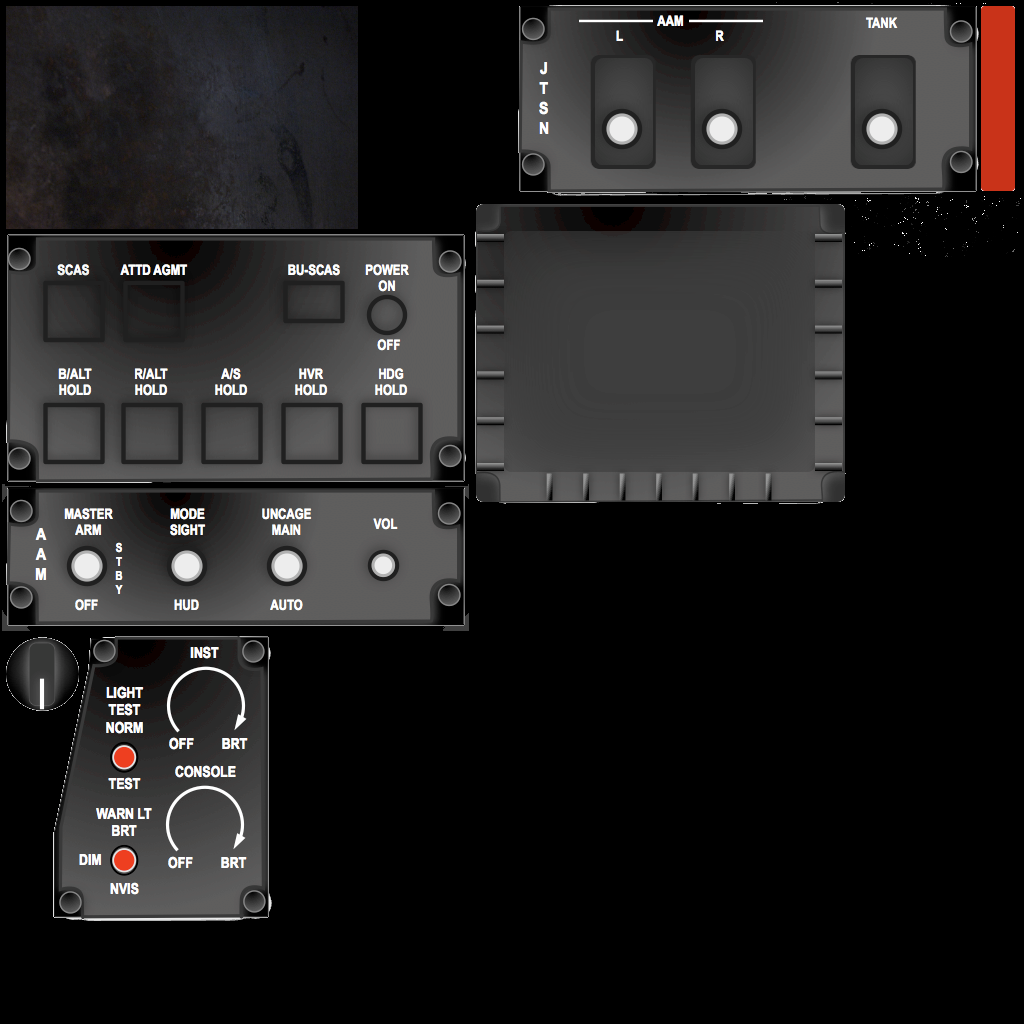 AAM
TANK
L
R
J
T
S
N
SCAS
ATTD AGMT
BU-SCAS
POWER
ON
OFF
B/ALT
HOLD
R/ALT
HOLD
A/S
HOLD
HVR
HOLD
HDG
HOLD
A
A
M
MASTER
ARM
OFF
S
T
B
Y
MODE
SIGHT
HUD
UNCAGE
MAIN
AUTO
VOL
INST
OFF
BRT
LIGHT
TEST
NORM
TEST
CONSOLE
OFF
BRT
WARN LT
BRT
DIM
NVIS